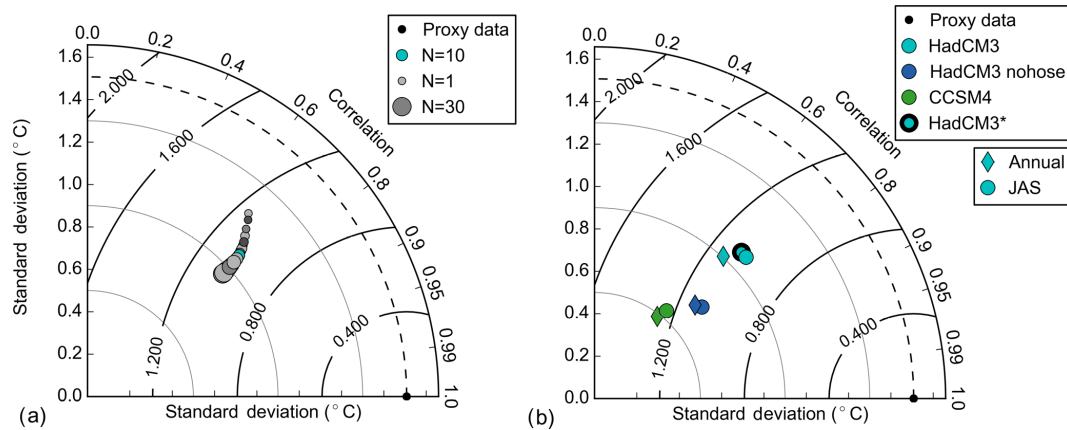 Proxy data
N=10
N=1
N=30
0.0
0.2
0.4
0.6
0.8
0.9
0.95
0.99
1.0
Correlation
1.6
1.4
1.2
1.0
0.8
0.6
0.4
0.2
0.0
Standard deviation (°C)
2.000
1.600
1.200
0.800
0.400
Standard deviation (°C)
(a)
Proxy data
HadCM3
HadCM3 nohose
CCSM4
HadCM3*
Annual
JAS
0.0
0.2
0.4
0.6
0.8
0.9
0.95
0.99
1.0
Correlation
1.6
1.4
1.2
1.0
0.8
0.6
0.4
0.2
0.0
2.000
1.600
1.200
0.800
0.400
Standard deviation (°C)
(b)